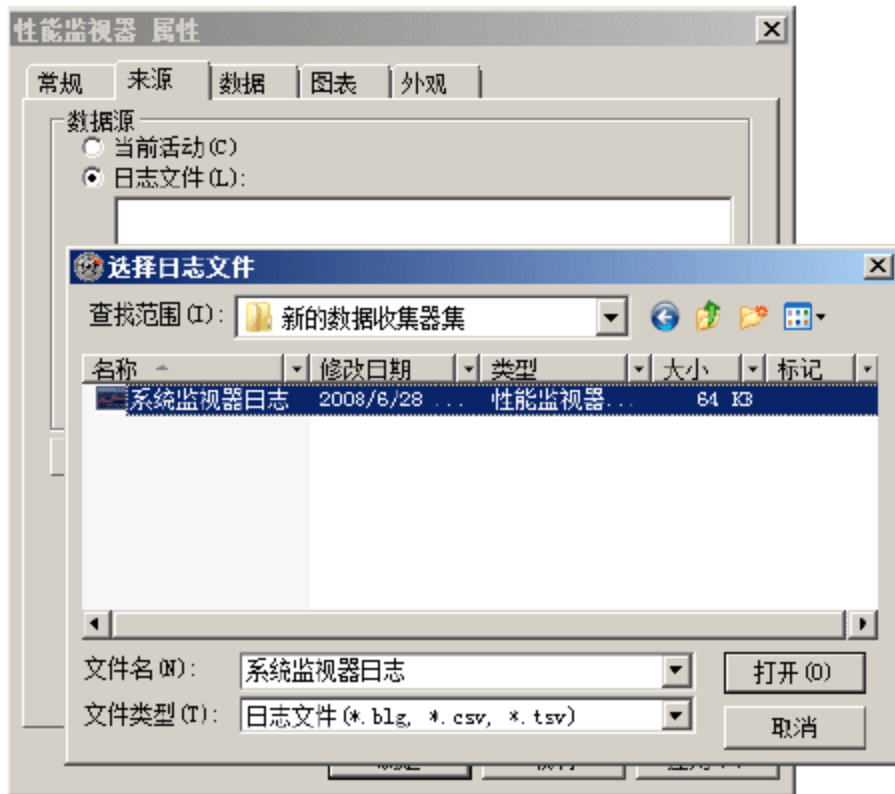 性能监视器 属性
常规 来源 数据 图表 外观
数据源
当前活动(C)
日志文件(L):
选择日志文件
查找范围(I): 新的数据收集器集
名称 修改日期 类型 大小 标记
系统监视器日志 2008/6/28 ... 性能监视器... 64 KB
文件名(N): 系统监视器日志 打开(O)
文件类型(T): 日志文件(*.blg, *.csv, *.tsv)
取消